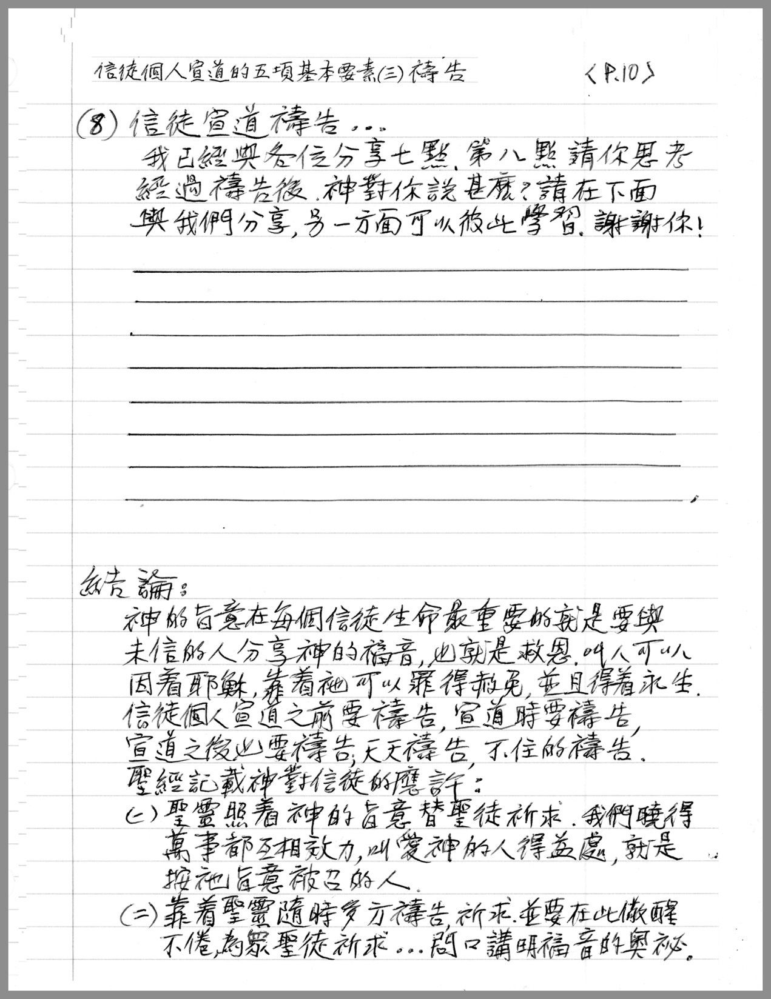 信徒個人宣道的五項基本要素(三)禱告 <P.10>
(8) 信徒宣道禱告...
我已經與各位分享七點. 第八點請你思考
經過禱告後. 神對你說甚麼? 請在下面
與我們分享, 另一方面可以彼此學習. 謝謝你!
結論:
神的旨意在每個信徒生命最重要的就是要與
未信的人分享神的福音, 也就是救恩. 叫人可以
因着耶穌, 靠着祂可以罪得赦免, 並且得着永生.
信徒個人宣道之前要禱告, 宣道時要禱告,
宣道之後也要禱告; 天天禱告, 不住的禱告.
聖經記載神對信徒的應許:
(一) 聖靈照着神的旨意替聖徒祈求. 我們曉得
萬事都互相效力, 叫愛神的人得益處, 就是
按祂旨意被召的人.
(二) 靠着聖靈隨時多方禱告, 祈求. 並要在此儆醒
不倦, 為眾聖徒祈求... 開口講明福音的奧祕.